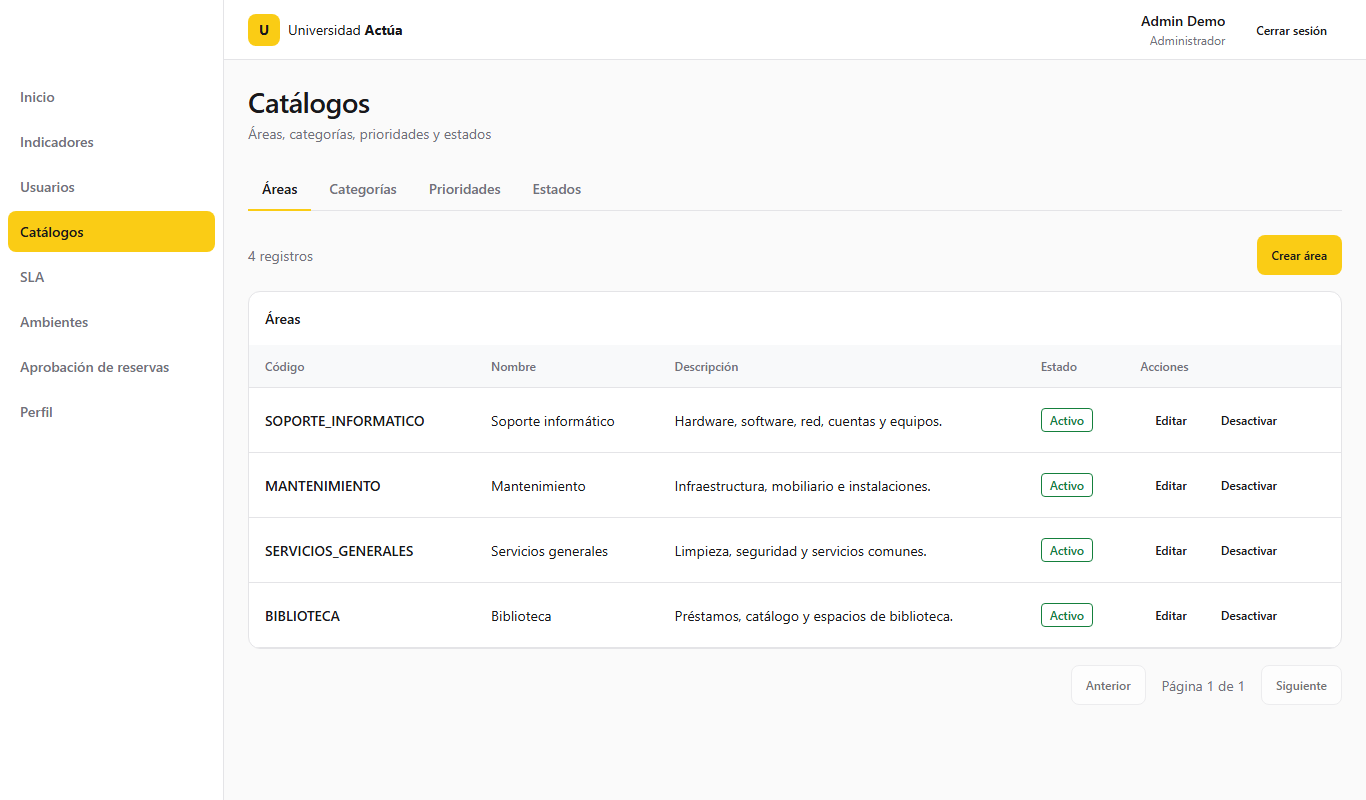 U Universidad Actúa
Admin Demo
Administrador
Cerrar sesión
Inicio
Indicadores
Usuarios
Catálogos
SLA
Ambientes
Aprobación de reservas
Perfil
Catálogos
Áreas, categorías, prioridades y estados
Áreas Categorías Prioridades Estados
4 registros
Crear área
Áreas
Código Nombre Descripción Estado Acciones
SOPORTE_INFORMATICO Soporte informático Hardware, software, red, cuentas y equipos. Activo Editar Desactivar
MANTENIMIENTO Mantenimiento Infraestructura, mobiliario e instalaciones. Activo Editar Desactivar
SERVICIOS_GENERALES Servicios generales Limpieza, seguridad y servicios comunes. Activo Editar Desactivar
BIBLIOTECA Biblioteca Préstamos, catálogo y espacios de biblioteca. Activo Editar Desactivar
Anterior Página 1 de 1 Siguiente